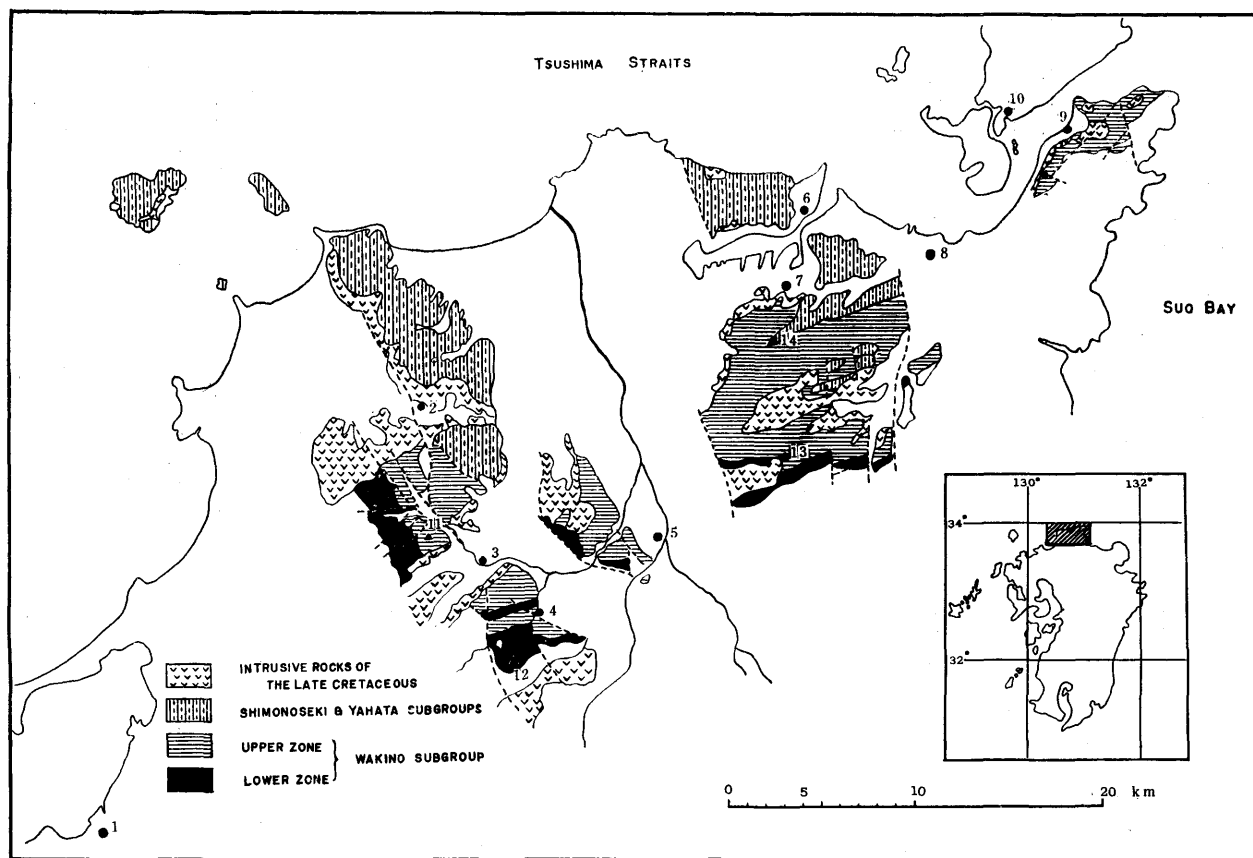 TSUSHIMA STRAITS
10
9
6
8
7
SUO BAY
14
2
13
11
5
3
4
12
1
130° 132°
34°
32°
INTRUSIVE ROCKS OF
THE LATE CRETACEOUS
SHIMONOSEKI & YAHATA SUBGROUPS
UPPER ZONE
WAKINO SUBGROUP
LOWER ZONE
0 5 10 20 km